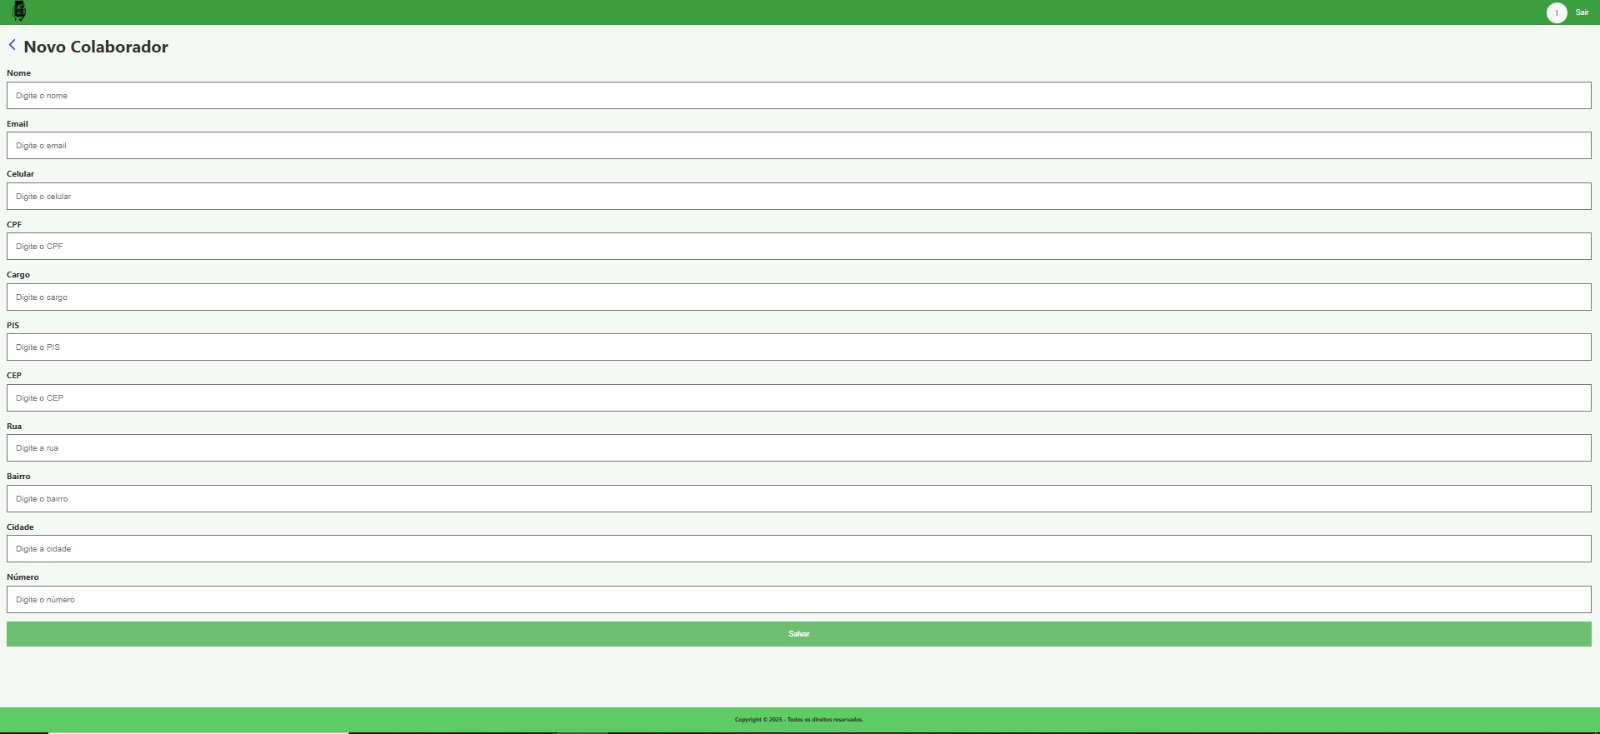 I
Sair
Novo Colaborador
Nome
Digite o nome
Email
Digite o email
Celular
Digite o celular
CPF
Digite o CPF
Cargo
Digite o cargo
PIS
Digite o PIS
CEP
Digite o CEP
Rua
Digite a rua
Bairro
Digite o bairro
Cidade
Digite a cidade
Número
Digite o número
Salvar
Copyright © 2025 - Todos os direitos reservados.